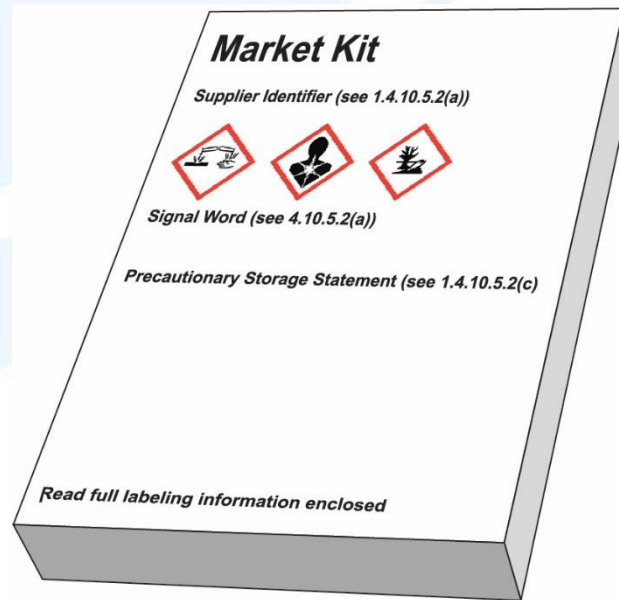 Market Kit
Supplier Identifier (see 1.4.10.5.2(a))
Signal Word (see 4.10.5.2(a))
Precautionary Storage Statement (see 1.4.10.5.2(c)
Read full labeling information enclosed